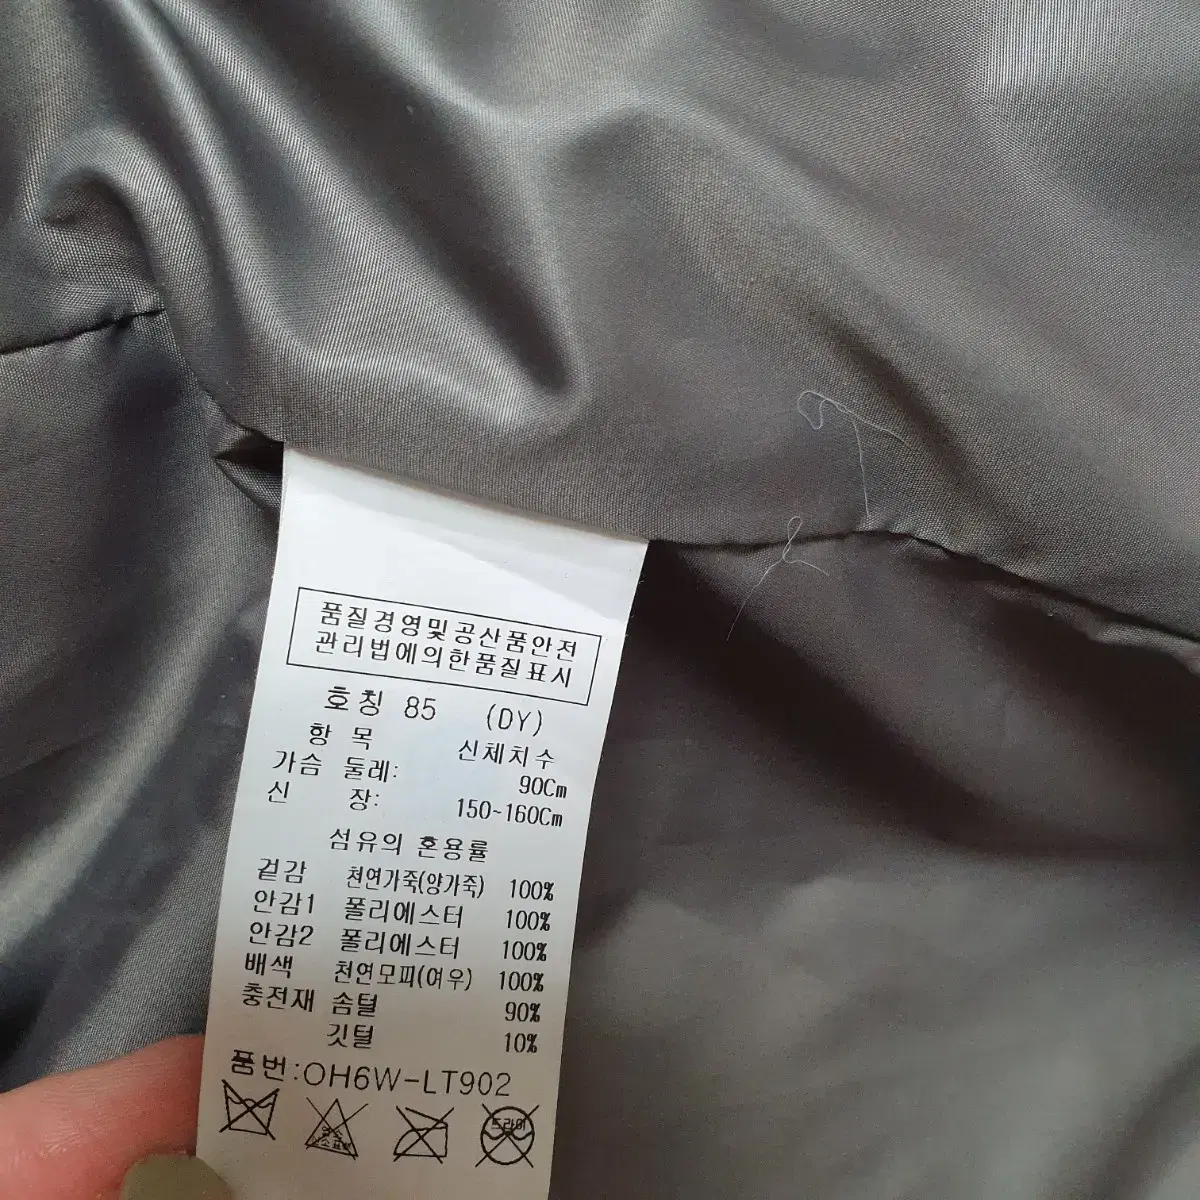 품질경영및공산품안전
관리법에의한품질표시
호칭 85 (DY)
항 목 신체치수
가슴 둘레: 90Cm
신 장: 150~160Cm
섬유의 혼용률
겉감 천연가죽(양가죽) 100%
안감1 폴리에스터 100%
안감2 폴리에스터 100%
배색 천연모피(여우) 100%
충전재 솜털 90%
깃털 10%
품번:OH6W-LT902
드라이